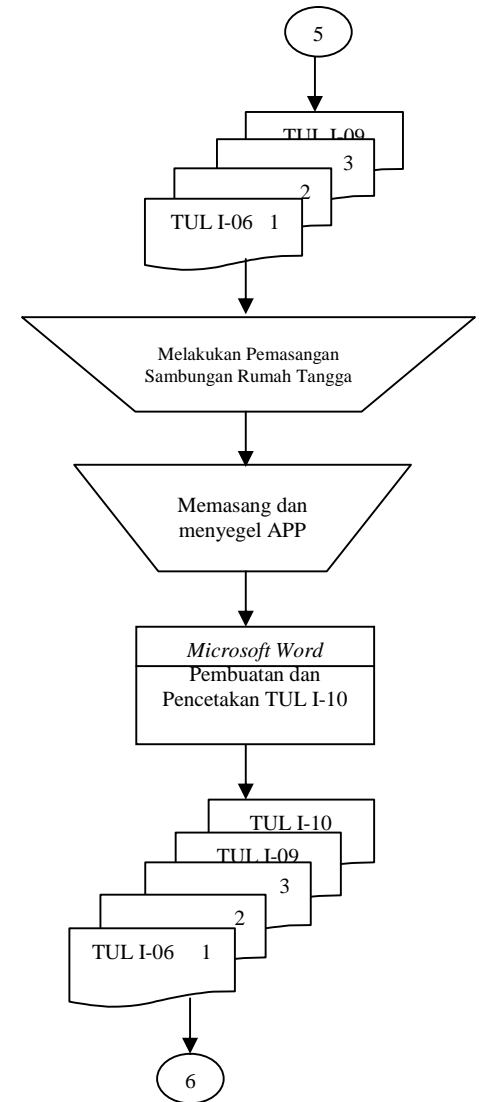 5
TUL I-09
3
2
TUL I-06 1
Melakukan Pemasangan
Sambungan Rumah Tangga
Memasang dan
menyegel APP
Microsoft Word
Pembuatan dan
Pencetakan TUL I-10
TUL I-10
TUL I-09
3
2
TUL I-06 1
6